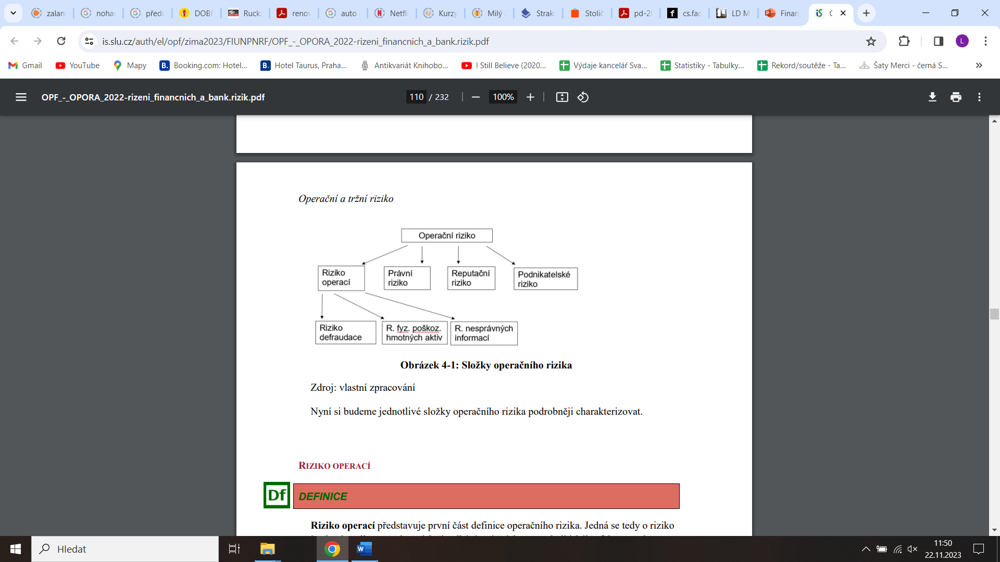 zalan
noha
předc
DOBF
Rucka
renov
auto
Netfli
Kurzy
Milý
Strak
Stolič
pd-20
cs.fac
LD M
Finan
is.slu.cz/auth/el/opf/zima2023/FIUNPNRF/OPF_-_OPORA_2022-rizeni_financnich_a_bank.rizik.pdf
L
Gmail
YouTube
Mapy
B. Booking.com: Hotel...
B. Hotel Taurus, Praha...
Antikvariát Knihobo...
I Still Believe (2020...
Výdaje kancelář Sva...
Statistiky - Tabulky...
Rekord/soutěže - Ta...
Šaty Merci - černá S...
OPF_-_OPORA_2022-rizeni_financnich_a_bank.rizik.pdf
110 / 232
100%
Operační a tržní riziko
Operační riziko
Riziko
operací
Právní
riziko
Reputační
riziko
Podnikatelské
riziko
Riziko
defraudace
R. fyz. poškoz.
hmotných aktiv
R. nesprávných
informací
Obrázek 4-1: Složky operačního rizika
Zdroj: vlastní zpracování
Nyní si budeme jednotlivé složky operačního rizika podrobněji charakterizovat.
RIZIKO OPERACÍ
Df
DEFINICE
Riziko operací představuje první část definice operačního rizika. Jedná se tedy o riziko
Hledat
11:50
22.11.2023